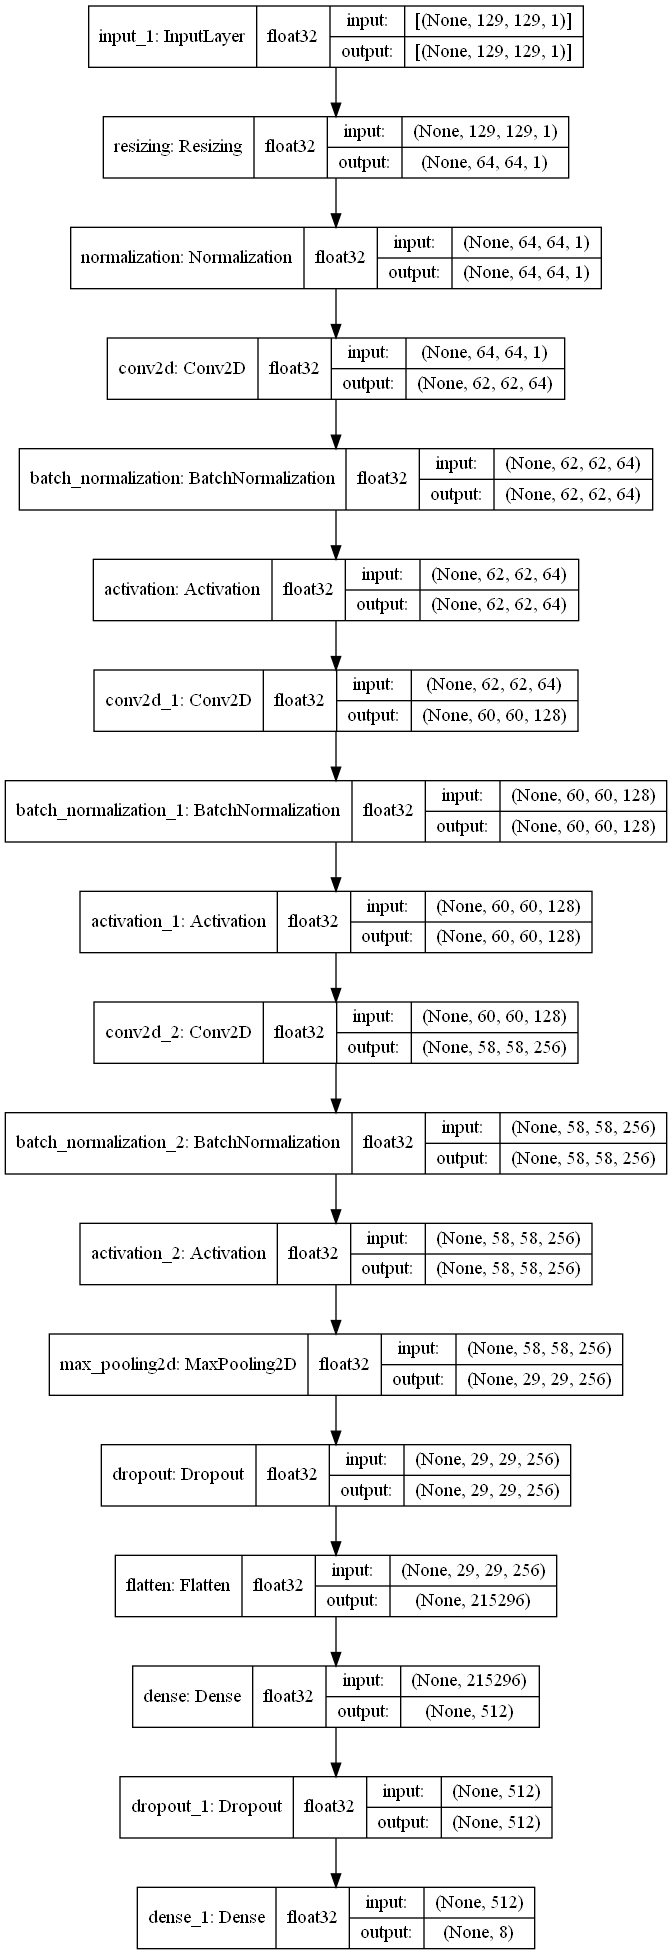 input_1: InputLayer float32 input: [(None, 129, 129, 1)]
output: [(None, 129, 129, 1)]
resizing: Resizing float32 input: (None, 129, 129, 1)
output: (None, 64, 64, 1)
normalization: Normalization float32 input: (None, 64, 64, 1)
output: (None, 64, 64, 1)
conv2d: Conv2D float32 input: (None, 64, 64, 1)
output: (None, 62, 62, 64)
batch_normalization: BatchNormalization float32 input: (None, 62, 62, 64)
output: (None, 62, 62, 64)
activation: Activation float32 input: (None, 62, 62, 64)
output: (None, 62, 62, 64)
conv2d_1: Conv2D float32 input: (None, 62, 62, 64)
output: (None, 60, 60, 128)
batch_normalization_1: BatchNormalization float32 input: (None, 60, 60, 128)
output: (None, 60, 60, 128)
activation_1: Activation float32 input: (None, 60, 60, 128)
output: (None, 60, 60, 128)
conv2d_2: Conv2D float32 input: (None, 60, 60, 128)
output: (None, 58, 58, 256)
batch_normalization_2: BatchNormalization float32 input: (None, 58, 58, 256)
output: (None, 58, 58, 256)
activation_2: Activation float32 input: (None, 58, 58, 256)
output: (None, 58, 58, 256)
max_pooling2d: MaxPooling2D float32 input: (None, 58, 58, 256)
output: (None, 29, 29, 256)
dropout: Dropout float32 input: (None, 29, 29, 256)
output: (None, 29, 29, 256)
flatten: Flatten float32 input: (None, 29, 29, 256)
output: (None, 215296)
dense: Dense float32 input: (None, 215296)
output: (None, 512)
dropout_1: Dropout float32 input: (None, 512)
output: (None, 512)
dense_1: Dense float32 input: (None, 512)
output: (None, 8)